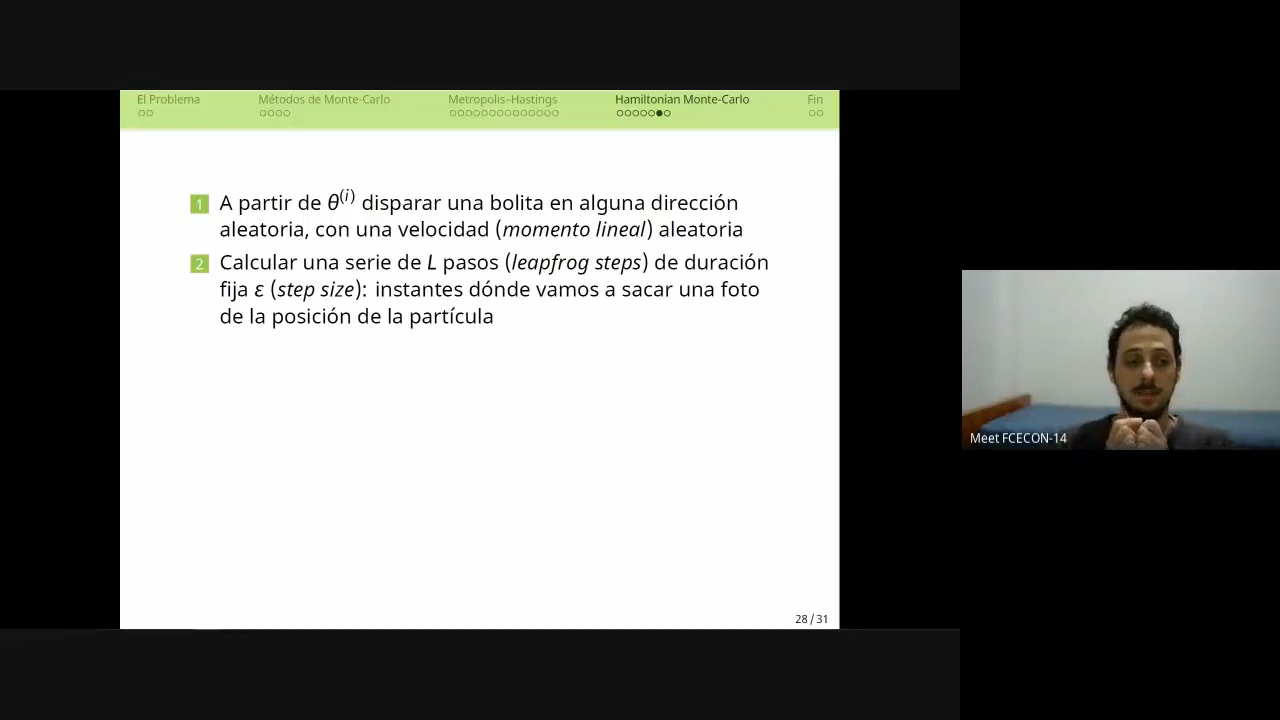 El Problema
Métodos de Monte-Carlo
Metropolis–Hastings
Hamiltonian Monte-Carlo
Fin
1 A partir de θ(i) disparar una bolita en alguna dirección
aleatoria, con una velocidad (momento lineal) aleatoria
2 Calcular una serie de L pasos (leapfrog steps) de duración
fija ε (step size): instantes dónde vamos a sacar una foto
de la posición de la partícula
28 / 31
Meet FCECON-14